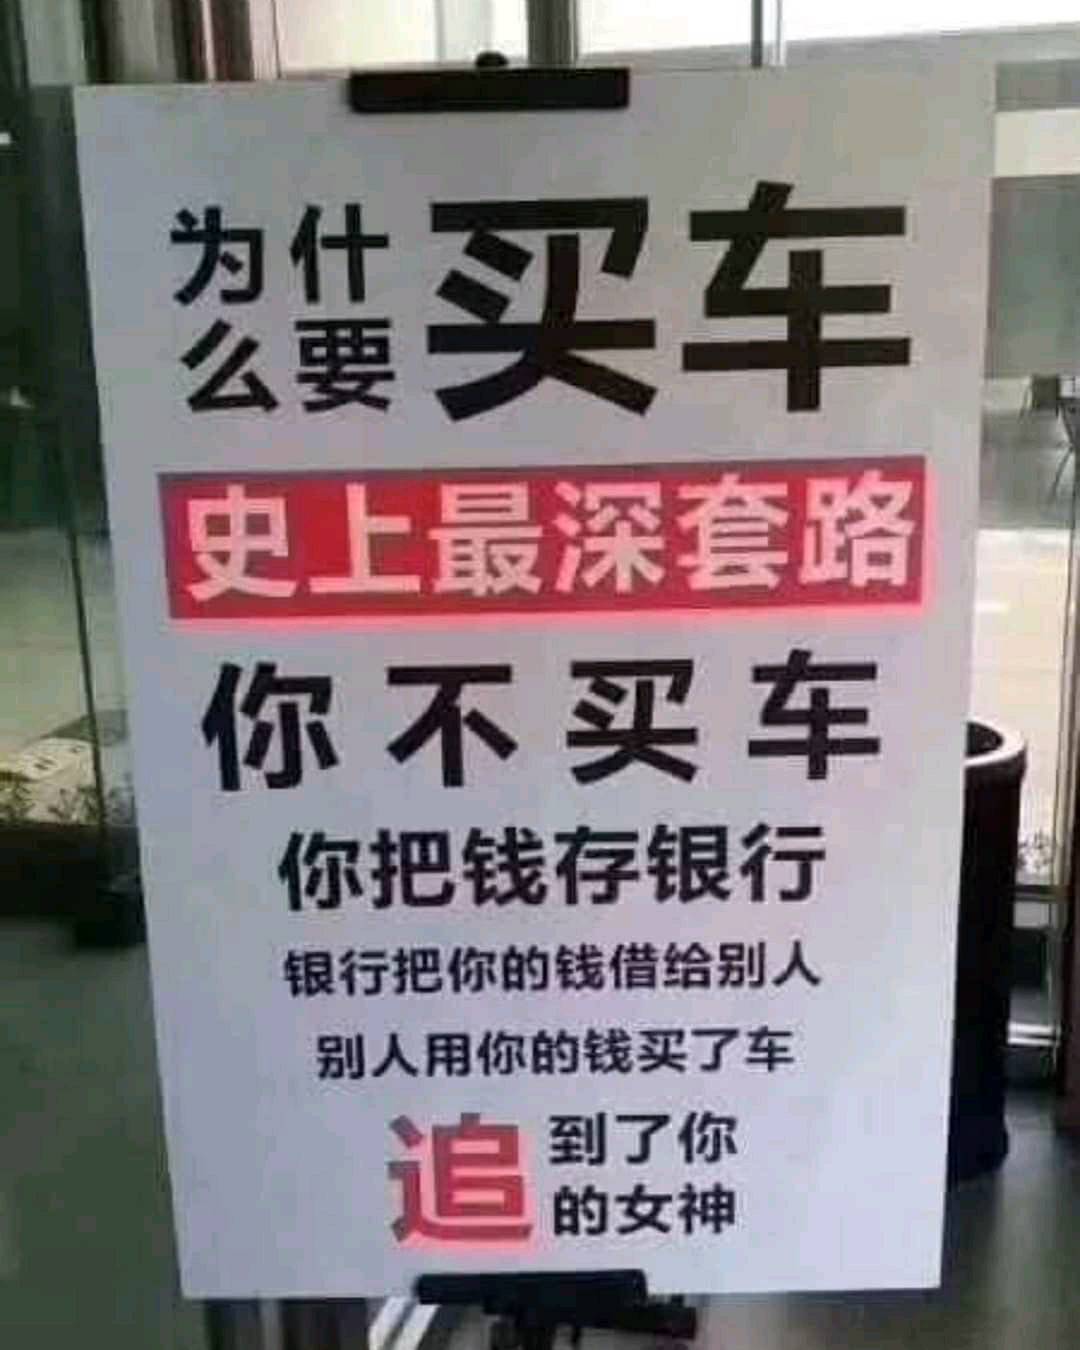 为什么要买车
史上最深套路
你不买车
你把钱存银行
银行把你的钱借给别人
别人用你的钱买了车
追到了你的女神